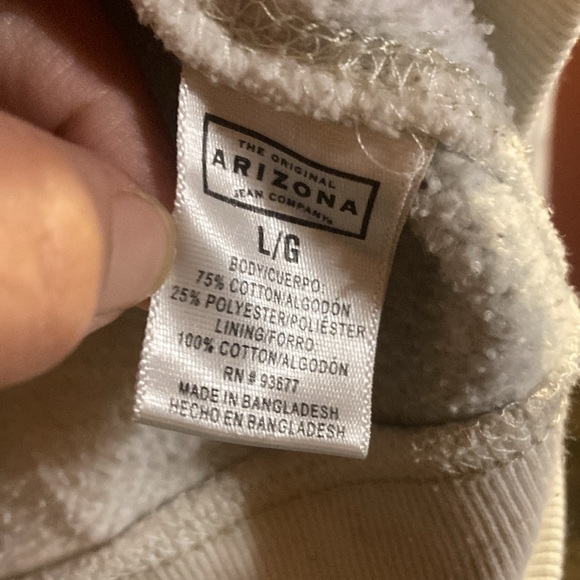 THE ORIGINAL
ARIZONA
JEAN COMPANY®
L/G
BODY/CUERPO:
75% COTTON/ALGODÓN
25% POLYESTER/POLIÉSTER
LINING/FORRO
100% COTTON/ALGODÓN
RN # 93677
MADE IN BANGLADESH
HECHO EN BANGLADESH